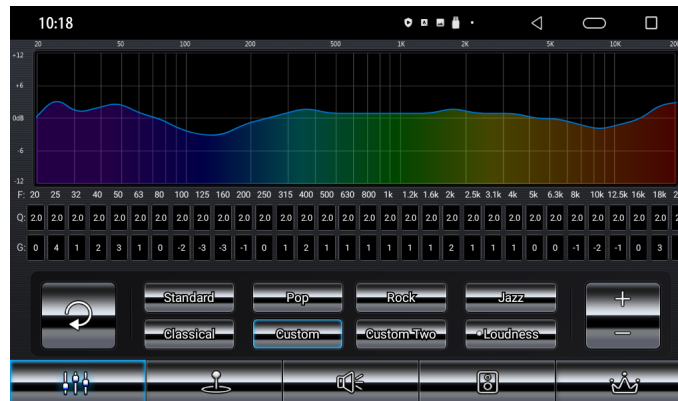 10:18
20 50 100 200 500 1K 2K 5K 10K 20
+12
+6
0dB
-6
-12
F: 20 25 32 40 50 63 80 100 125 160 200 250 315 400 500 630 800 1k 1.2k 1.6k 2k 2.5k 3.1k 4k 5k 6.3k 8k 10k 12.5k 16k 18k 2
Q: 2.0 2.0 2.0 2.0 2.0 2.0 2.0 2.0 2.0 2.0 2.0 2.0 2.0 2.0 2.0 2.0 2.0 2.0 2.0 2.0 2.0 2.0 2.0 2.0 2.0 2.0 2.0 2.0 2.0 2.0 2.0 2
G: 0 4 1 2 3 1 0 -2 -3 -3 -1 0 1 2 1 1 1 1 1 1 2 1 1 1 0 0 -1 -2 -1 0 3
Standard Pop Rock Jazz +
Classical Custom Custom Two Loudness −